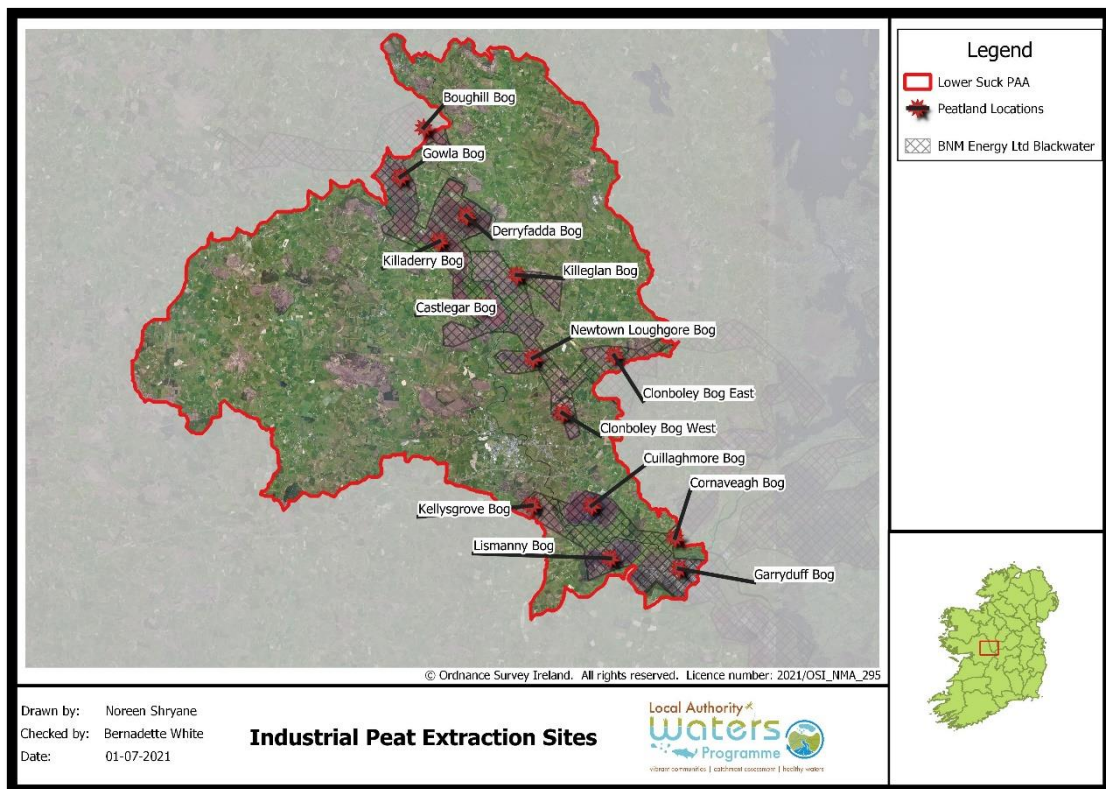 Boughill Bog
Gowla Bog
Derryfadda Bog
Killaderry Bog
Killeglan Bog
Castlegar Bog
Newtown Loughgore Bog
Clonboley Bog East
Clonboley Bog West
Cuillaghmore Bog
Cornaveagh Bog
Kellysgrove Bog
Lismanny Bog
Garryduff Bog
© Ordnance Survey Ireland. All rights reserved. Licence number: 2021/OSI_NMA_295
Legend
Lower Suck PAA
Peatland Locations
BNM Energy Ltd Blackwater
Drawn by: Noreen Shryane
Checked by: Bernadette White
Date: 01-07-2021
Industrial Peat Extraction Sites
Local Authority
waters
Programme
vibrant communities | catchment assessment | healthy waters